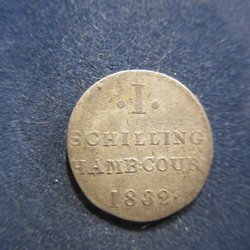 ·I·
SCHILLING
HAMB:COUR
1832.